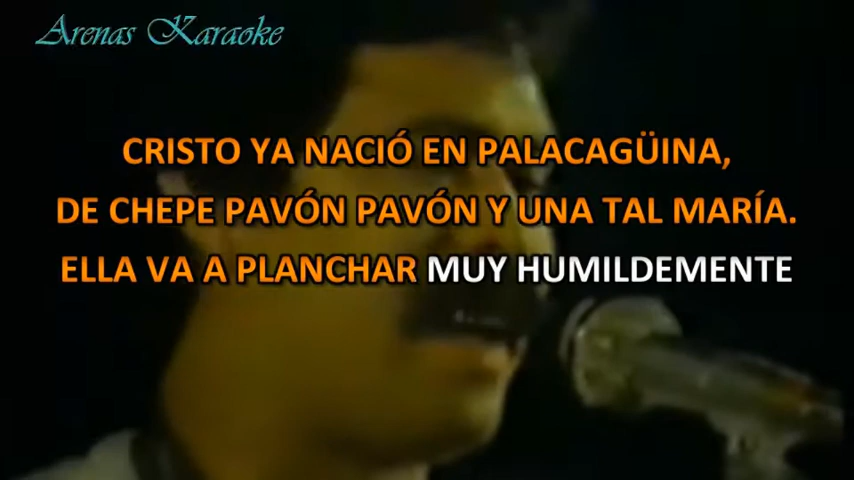 Arenas Karaoke
CRISTO YA NACIÓ EN PALACAGÜINA,
DE CHEPE PAVÓN PAVÓN Y UNA TAL MARÍA.
ELLA VA A PLANCHAR MUY HUMILDEMENTE